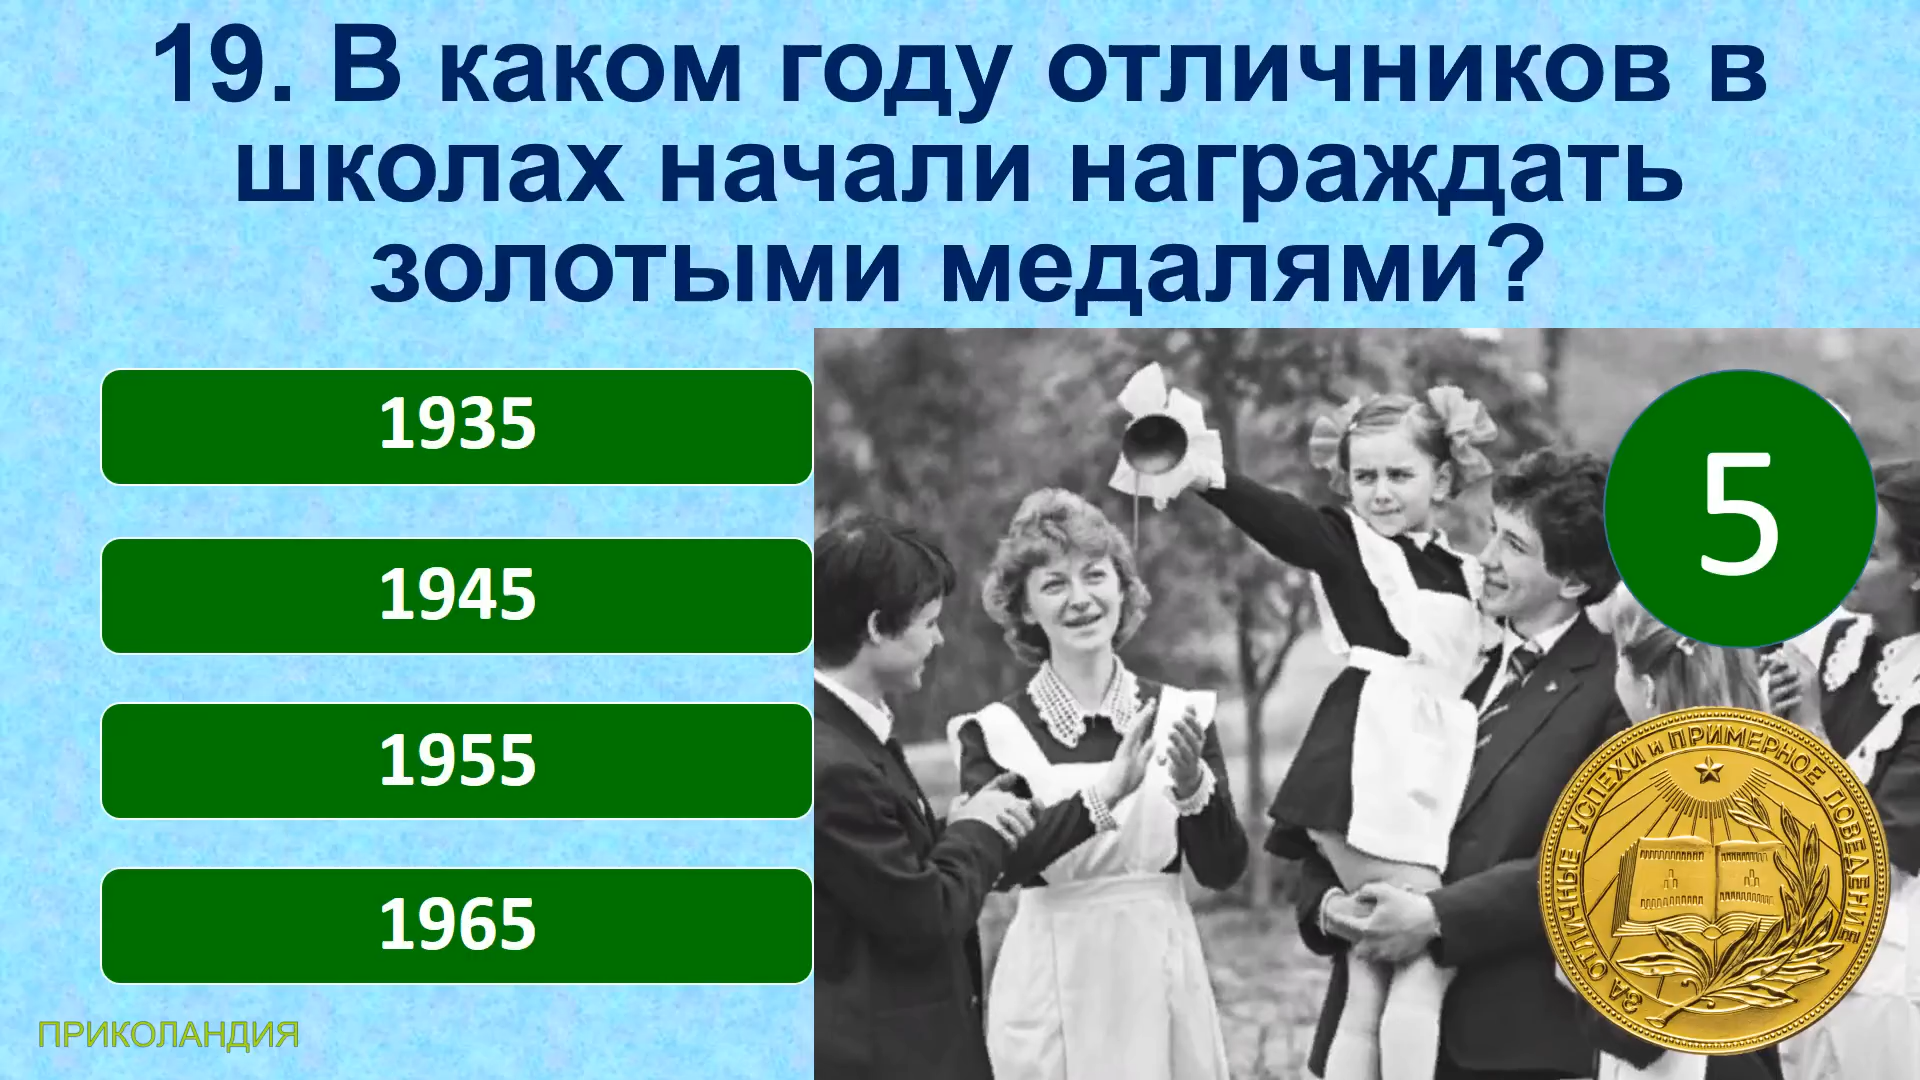 19. В каком году отличников в
школах начали награждать
золотыми медалями?
1935
5
1945
1955
ЗА ОТЛИЧНЫЕ УСПЕХИ и ПРИМЕРНОЕ ПОВЕДЕНИЕ
1965
ПРИКОЛАНДИЯ